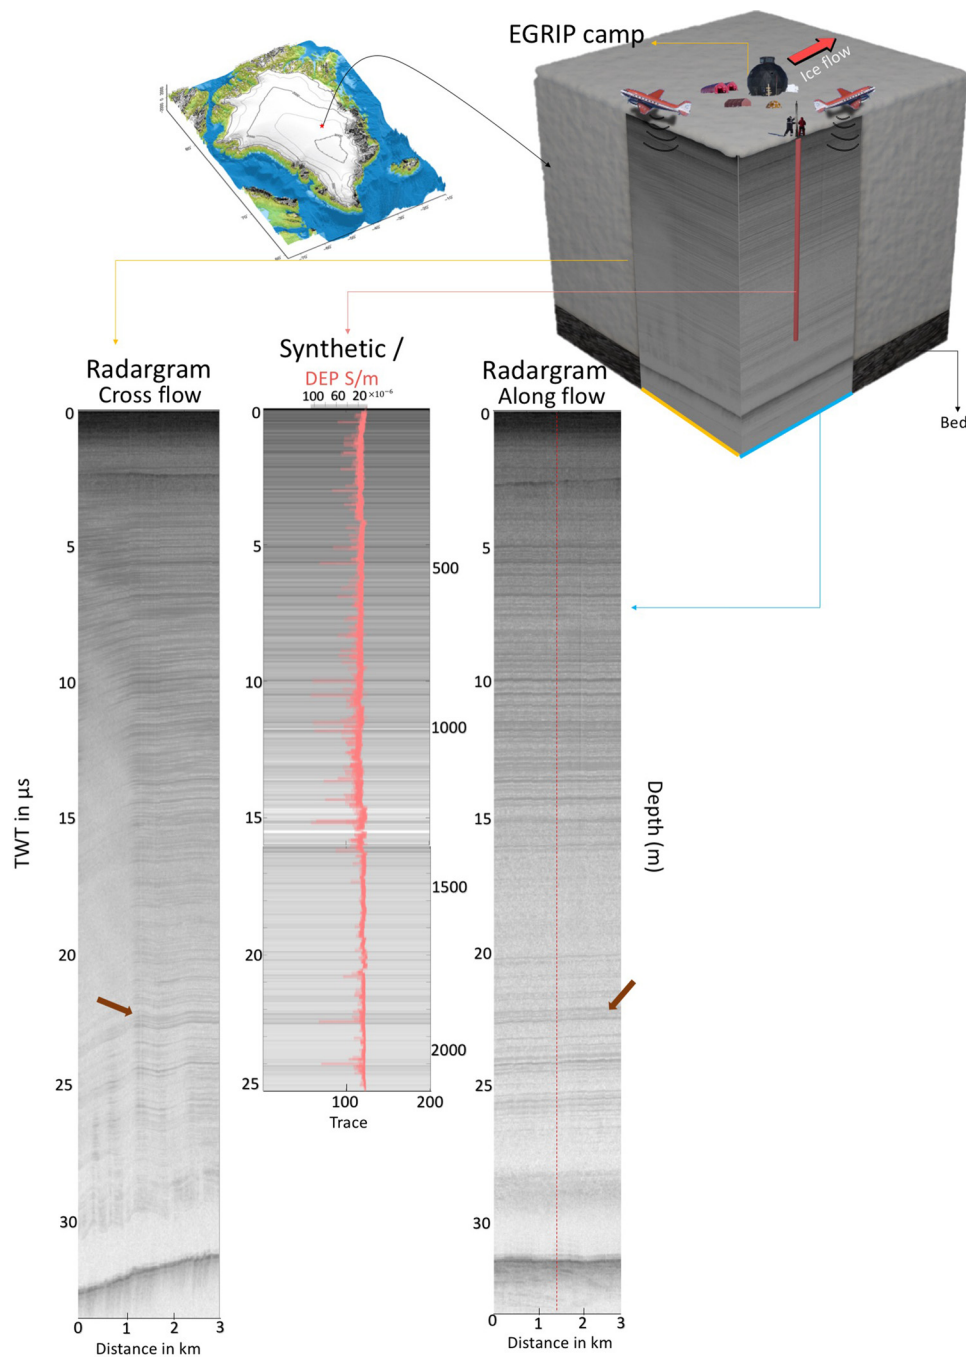 EGRIP camp
Ice flow
Bed
Radargram
Cross flow
Synthetic /
DEP S/m
100 60 20 ×10⁻⁶
Radargram
Along flow
TWT in µs
0
5
10
15
20
25
30
0 1 2 3
Distance in km
0
5
10
15
20
25
500
1000
1500
2000
100 200
Trace
Depth (m)
0
5
10
15
20
25
30
0 1 2 3
Distance in km